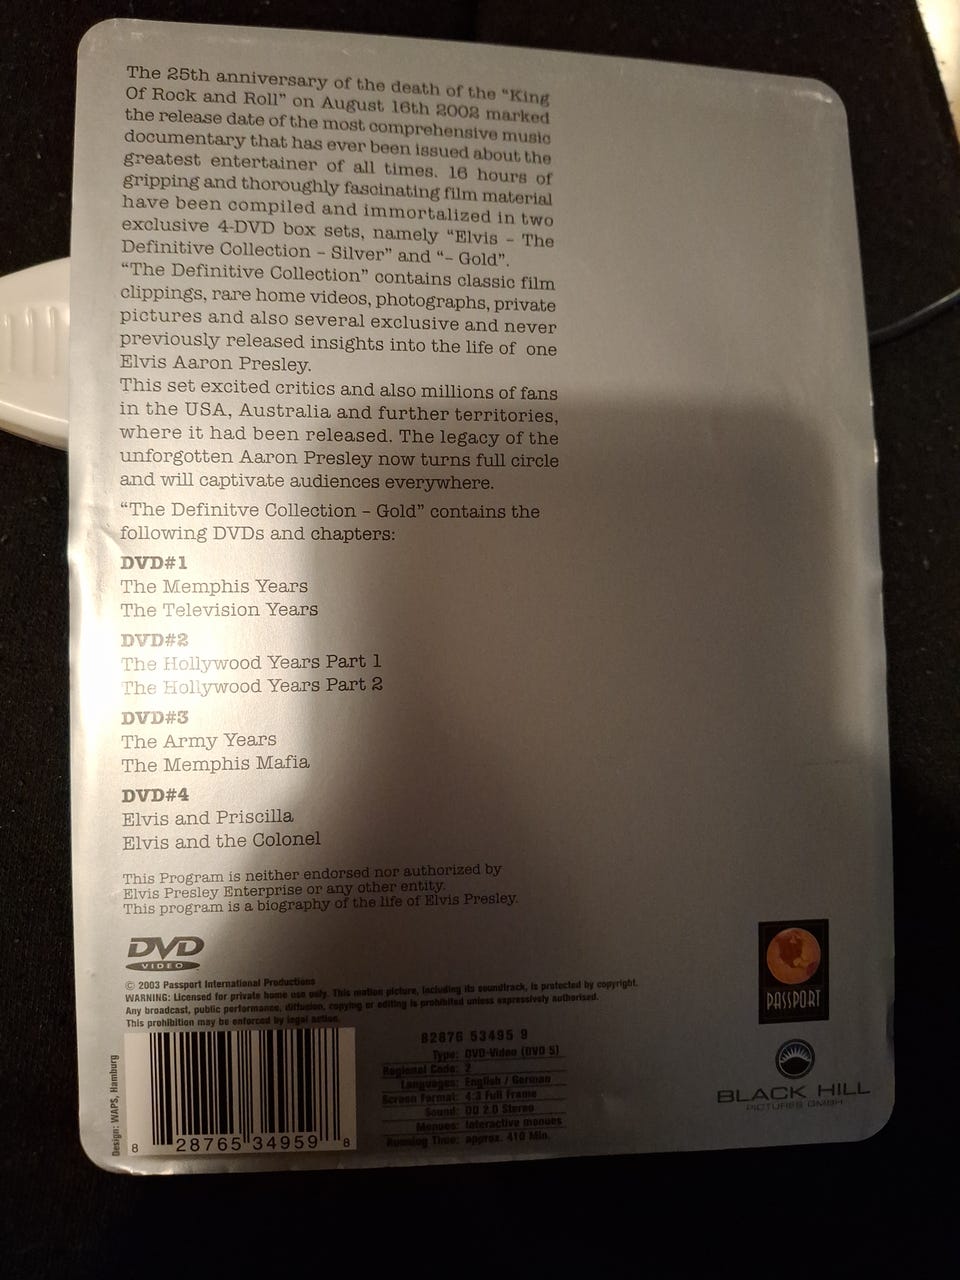 The 25th anniversary of the death of the "King
Of Rock and Roll" on August 16th 2002 marked
the release date of the most comprehensive music
documentary that has ever been issued about the
greatest entertainer of all times. 16 hours of
gripping and thoroughly fascinating film material
have been compiled and immortalized in two
exclusive 4-DVD box sets, namely "Elvis – The
Definitive Collection – Silver" and "– Gold".
"The Definitive Collection" contains classic film
clippings, rare home videos, photographs, private
pictures and also several exclusive and never
previously released insights into the life of one
Elvis Aaron Presley.
This set excited critics and also millions of fans
in the USA, Australia and further territories,
where it had been released. The legacy of the
unforgotten Aaron Presley now turns full circle
and will captivate audiences everywhere.
"The Definitve Collection – Gold" contains the
following DVDs and chapters:
DVD#1
The Memphis Years
The Television Years
DVD#2
The Hollywood Years Part 1
The Hollywood Years Part 2
DVD#3
The Army Years
The Memphis Mafia
DVD#4
Elvis and Priscilla
Elvis and the Colonel
This Program is neither endorsed nor authorized by
Elvis Presley Enterprise or any other entity.
This program is a biography of the life of Elvis Presley.
DVD
VIDEO
© 2003 Passport International Productions
WARNING: Licensed for private home use only. This motion picture, including its soundtrack, is protected by copyright.
Any broadcast, public performance, diffusion, copying or editing is prohibited unless expressively authorised.
This prohibition may be enforced by legal action.
Design: WAPS, Hamburg
8 28765 34959 8
82876 53495 9
Type: DVD-Video (DVD 5)
Regional Code: 2
Languages: English / German
Screen Format: 4:3 Full Frame
Sound: DD 2.0 Stereo
Menues: Interactive menues
Running Time: approx. 410 Min.
PASSPORT
BLACK HILL
PICTURES GMBH